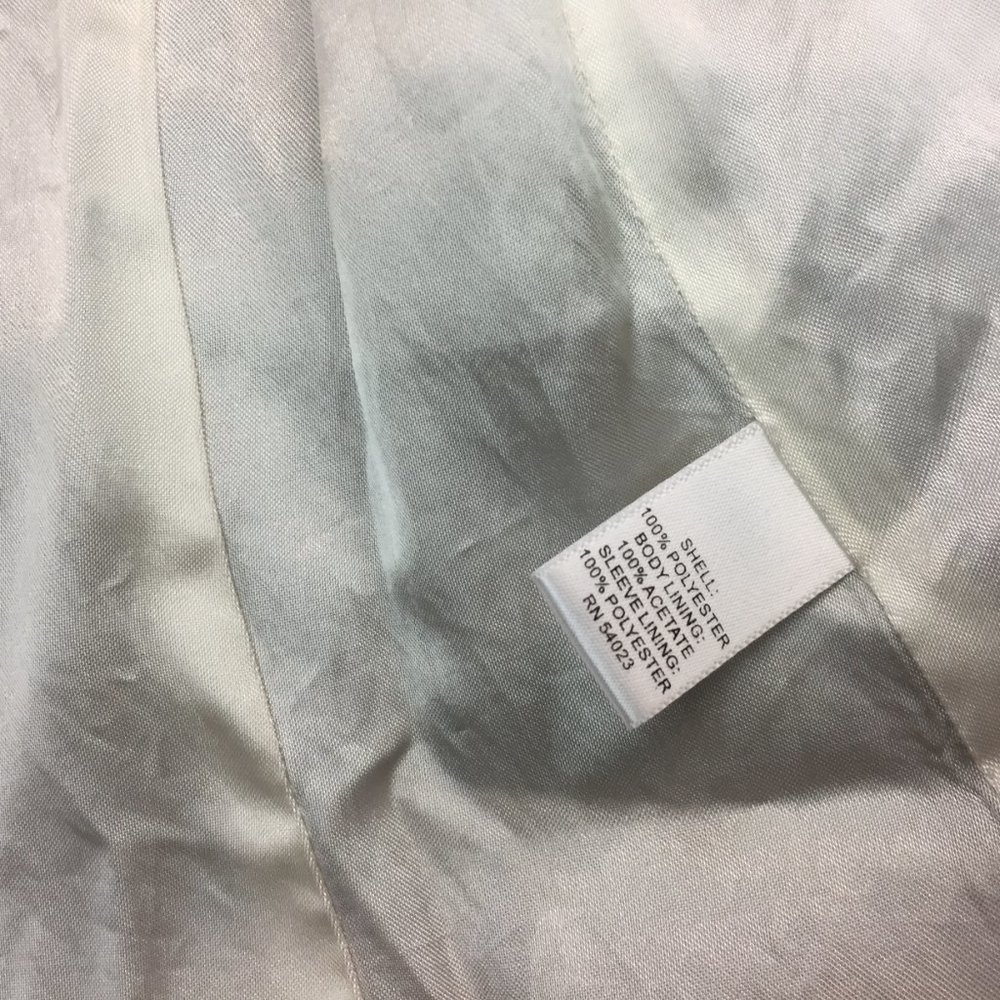 SHELL:
100% POLYESTER
BODY LINING:
100% ACETATE
SLEEVE LINING:
100% POLYESTER
RN 54023